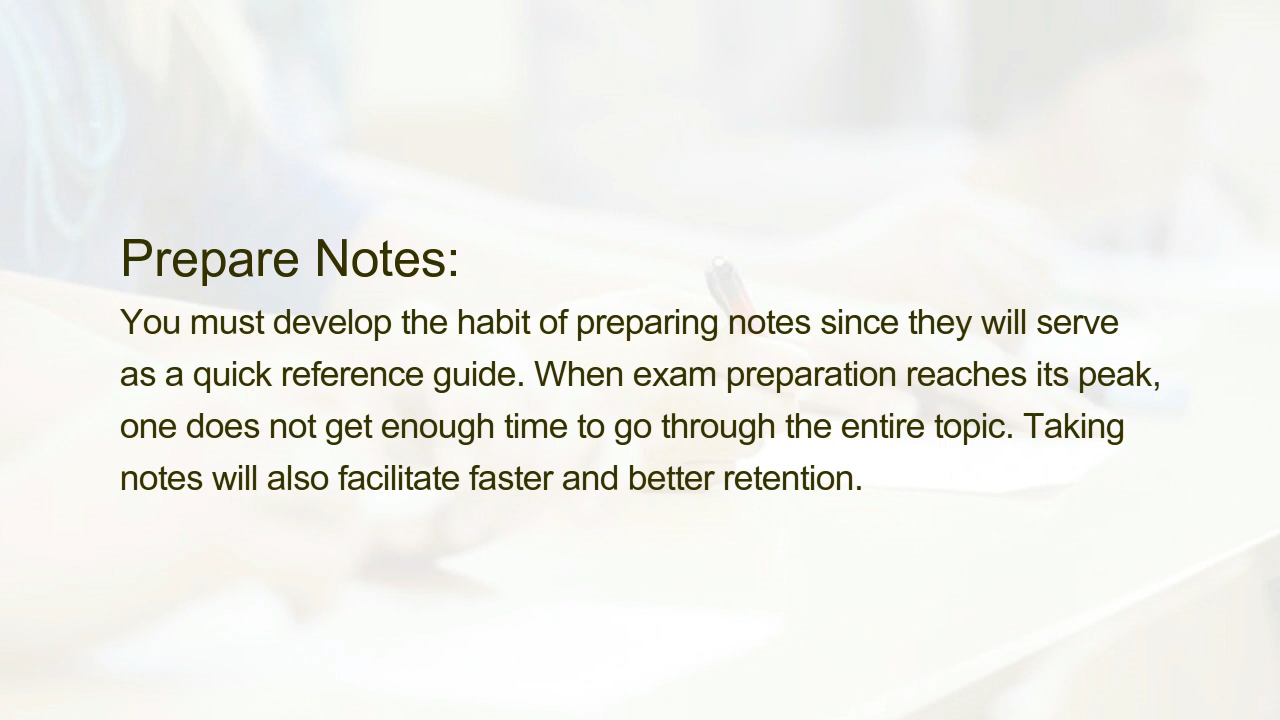 Prepare Notes:
You must develop the habit of preparing notes since they will serve
as a quick reference guide. When exam preparation reaches its peak,
one does not get enough time to go through the entire topic. Taking
notes will also facilitate faster and better retention.